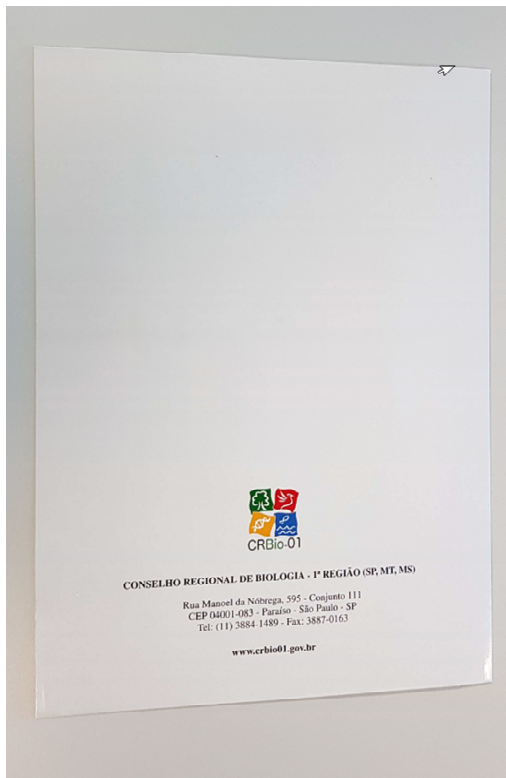 CRBio-01
CONSELHO REGIONAL DE BIOLOGIA - 1ª REGIÃO (SP, MT, MS)
Rua Manoel da Nóbrega, 595 - Conjunto 111
CEP 04001-083 - Paraíso - São Paulo - SP
Tel: (11) 3884-1489 - Fax: 3887-0163
www.crbio01.gov.br